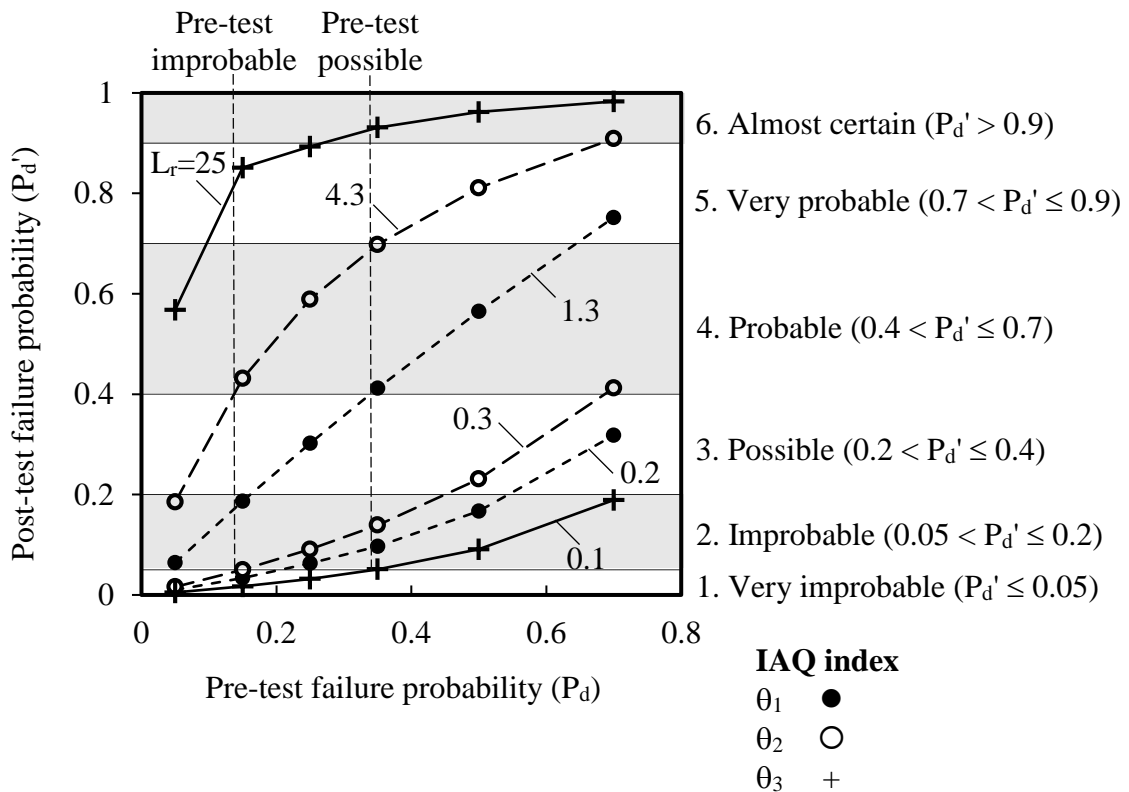 Pre-test improbable
Pre-test possible
Post-test failure probability (Pd')
1
0.8
0.6
0.4
0.2
0
Lr=25
4.3
1.3
0.3
0.2
0.1
6. Almost certain (Pd' > 0.9)
5. Very probable (0.7 < Pd' ≤ 0.9)
4. Probable (0.4 < Pd' ≤ 0.7)
3. Possible (0.2 < Pd' ≤ 0.4)
2. Improbable (0.05 < Pd' ≤ 0.2)
1. Very improbable (Pd' ≤ 0.05)
0 0.2 0.4 0.6 0.8
Pre-test failure probability (Pd)
IAQ index
θ1
θ2
θ3